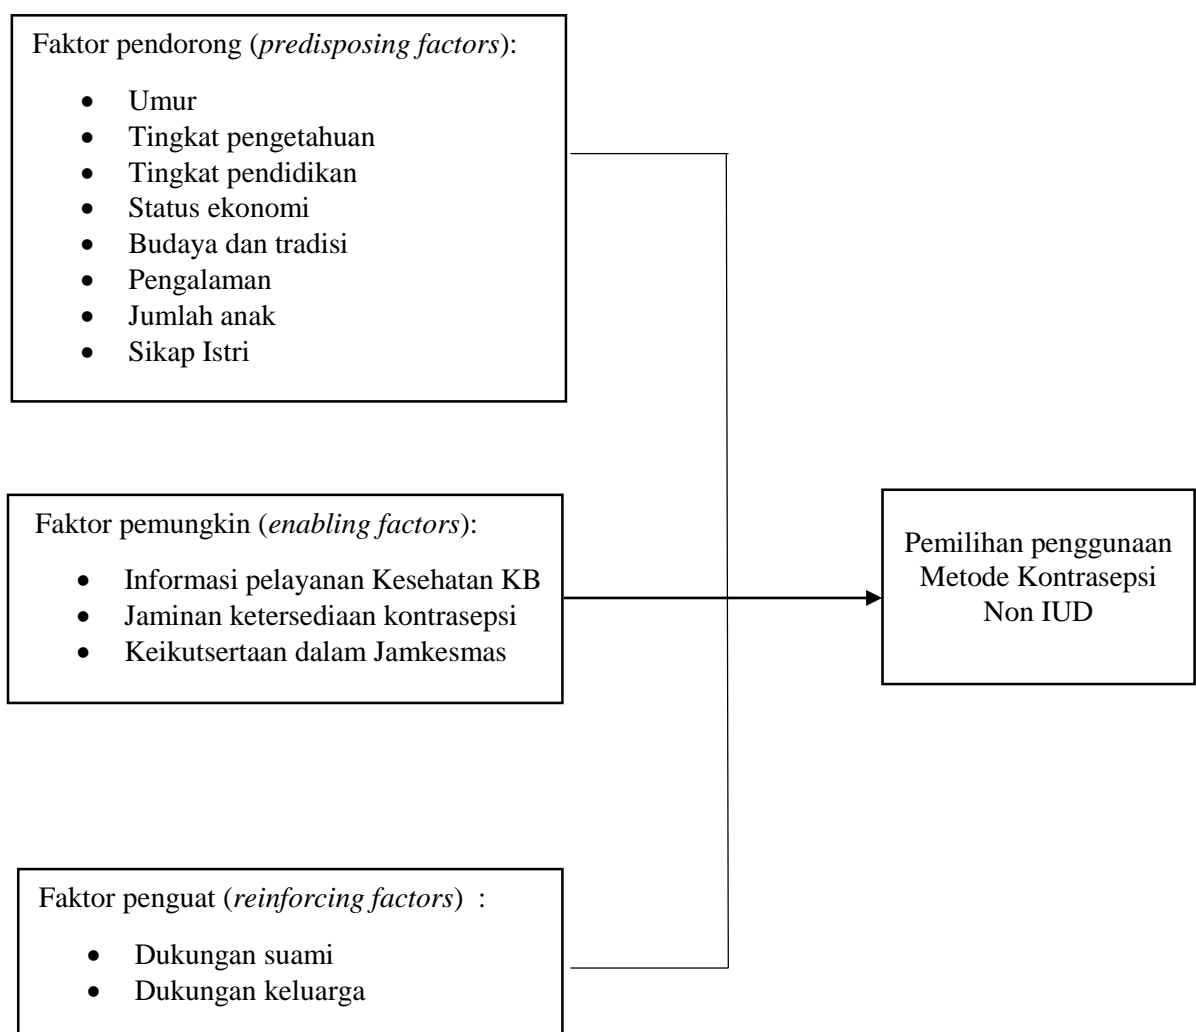 Faktor pendorong (predisposing factors):
• Umur
• Tingkat pengetahuan
• Tingkat pendidikan
• Status ekonomi
• Budaya dan tradisi
• Pengalaman
• Jumlah anak
• Sikap Istri
Faktor pemungkin (enabling factors):
• Informasi pelayanan Kesehatan KB
• Jaminan ketersediaan kontrasepsi
• Keikutsertaan dalam Jamkesmas
Pemilihan penggunaan
Metode Kontrasepsi
Non IUD
Faktor penguat (reinforcing factors) :
• Dukungan suami
• Dukungan keluarga